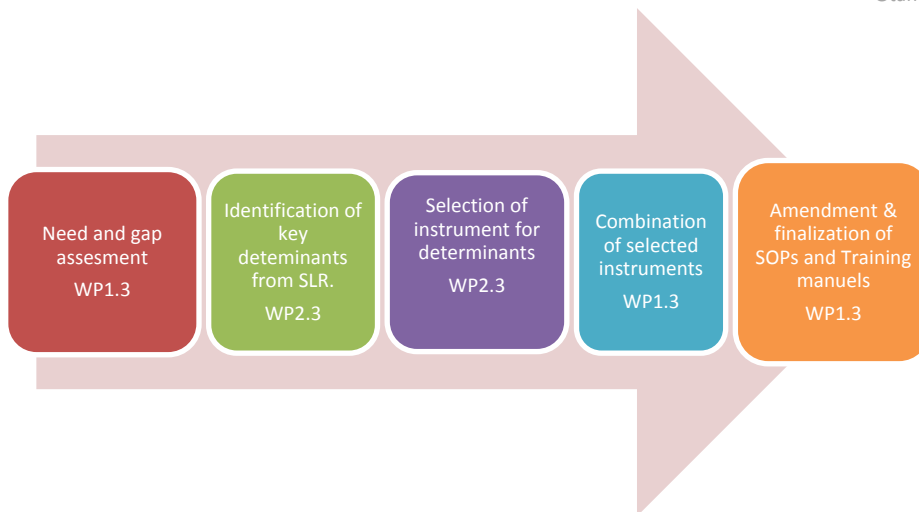 Need and gap
assesment
WP1.3
Identification of
key
deteminants
from SLR.
WP2.3
Selection of
instrument for
determinants
WP2.3
Combination
of selected
instruments
WP1.3
Amendment &
finalization of
SOPs and Training
manuels
WP1.3